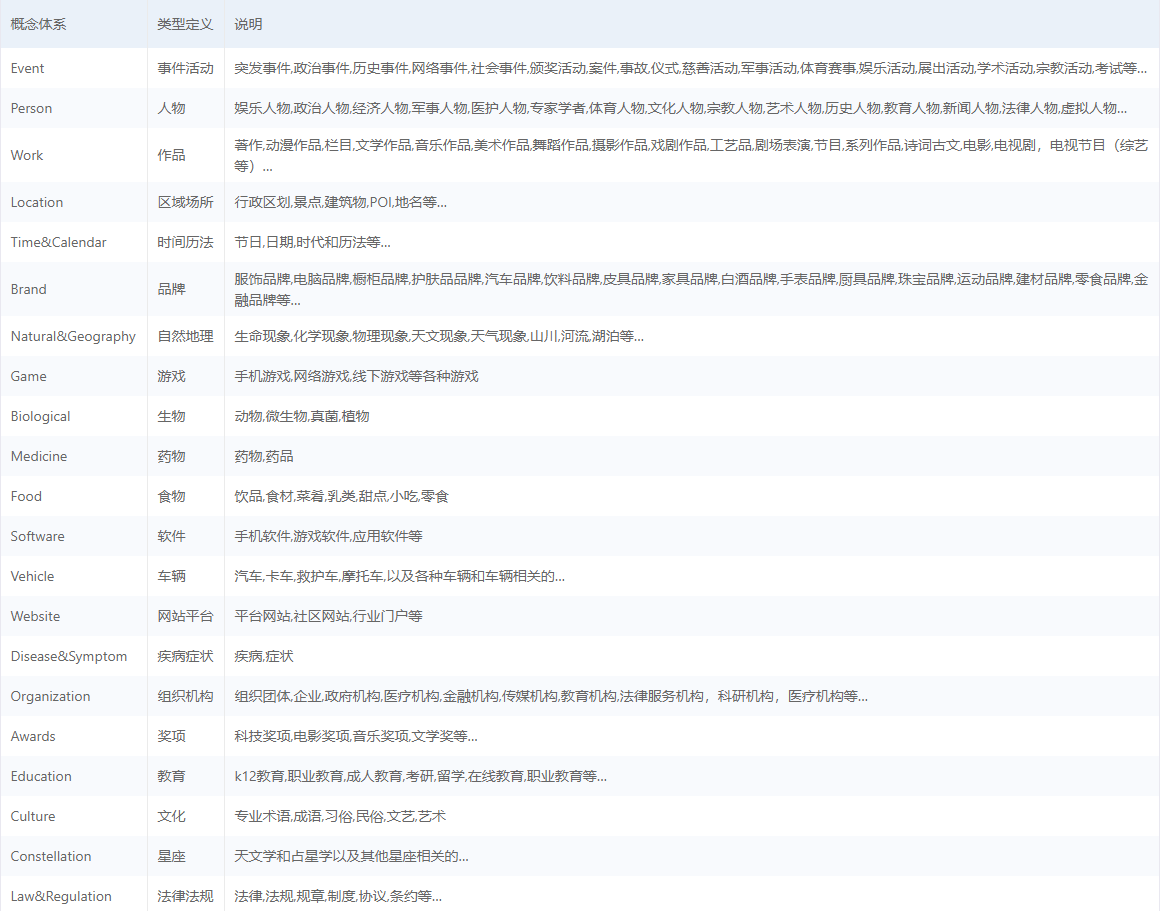 概念体系 类型定义 说明
Event 事件活动 突发事件,政治事件,历史事件,网络事件,社会事件,颁奖活动,案件,事故,仪式,慈善活动,军事活动,体育赛事,娱乐活动,展出活动,学术活动,宗教活动,考试等...
Person 人物 娱乐人物,政治人物,经济人物,军事人物,医护人物,专家学者,体育人物,文化人物,宗教人物,艺术人物,历史人物,教育人物,新闻人物,法律人物,虚拟人物...
Work 作品 著作,动漫作品,栏目,文学作品,音乐作品,美术作品,舞蹈作品,摄影作品,戏剧作品,工艺品,剧场表演,节目,系列作品,诗词古文,电影,电视剧，电视节目（综艺
等）...
Location 区域场所 行政区划,景点,建筑物,POI,地名等...
Time&Calendar 时间历法 节日,日期,时代和历法等...
Brand 品牌 服饰品牌,电脑品牌,橱柜品牌,护肤品品牌,汽车品牌,饮料品牌,皮具品牌,家具品牌,白酒品牌,手表品牌,厨具品牌,珠宝品牌,运动品牌,建材品牌,零食品牌,金
融品牌等...
Natural&Geography 自然地理 生命现象,化学现象,物理现象,天文现象,天气现象,山川,河流,湖泊等...
Game 游戏 手机游戏,网络游戏,线下游戏等各种游戏
Biological 生物 动物,微生物,真菌,植物
Medicine 药物 药物,药品
Food 食物 饮品,食材,菜肴,乳类,甜点,小吃,零食
Software 软件 手机软件,游戏软件,应用软件等
Vehicle 车辆 汽车,卡车,救护车,摩托车,以及各种车辆和车辆相关的...
Website 网站平台 平台网站,社区网站,行业门户等
Disease&Symptom 疾病症状 疾病,症状
Organization 组织机构 组织团体,企业,政府机构,医疗机构,金融机构,传媒机构,教育机构,法律服务机构，科研机构，医疗机构等...
Awards 奖项 科技奖项,电影奖项,音乐奖项,文学奖等...
Education 教育 k12教育,职业教育,成人教育,考研,留学,在线教育,职业教育等...
Culture 文化 专业术语,成语,习俗,民俗,文艺,艺术
Constellation 星座 天文学和占星学以及其他星座相关的...
Law&Regulation 法律法规 法律,法规,规章,制度,协议,条约等...